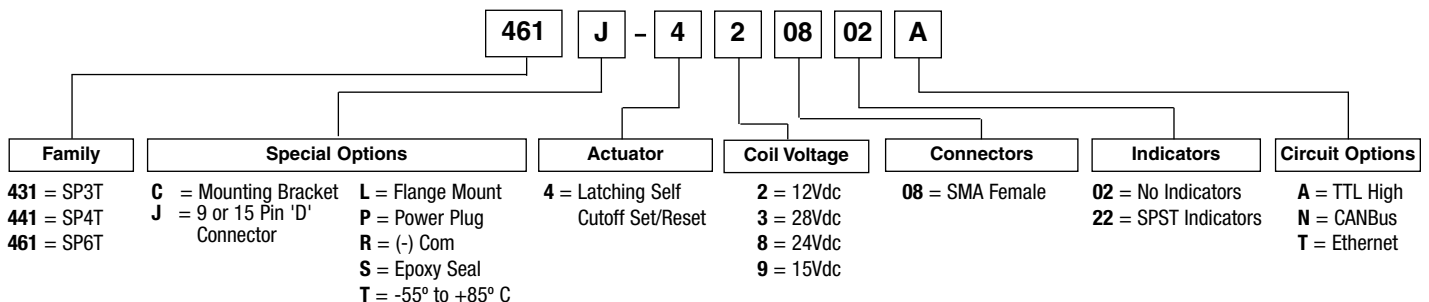 461 J – 4 2 08 02 A
Family
431 = SP3T
441 = SP4T
461 = SP6T
Special Options
C = Mounting Bracket
J = 9 or 15 Pin 'D'
Connector
L = Flange Mount
P = Power Plug
R = (-) Com
S = Epoxy Seal
T = -55º to +85º C
Actuator
4 = Latching Self
Cutoff Set/Reset
Coil Voltage
2 = 12Vdc
3 = 28Vdc
8 = 24Vdc
9 = 15Vdc
Connectors
08 = SMA Female
Indicators
02 = No Indicators
22 = SPST Indicators
Circuit Options
A = TTL High
N = CANBus
T = Ethernet